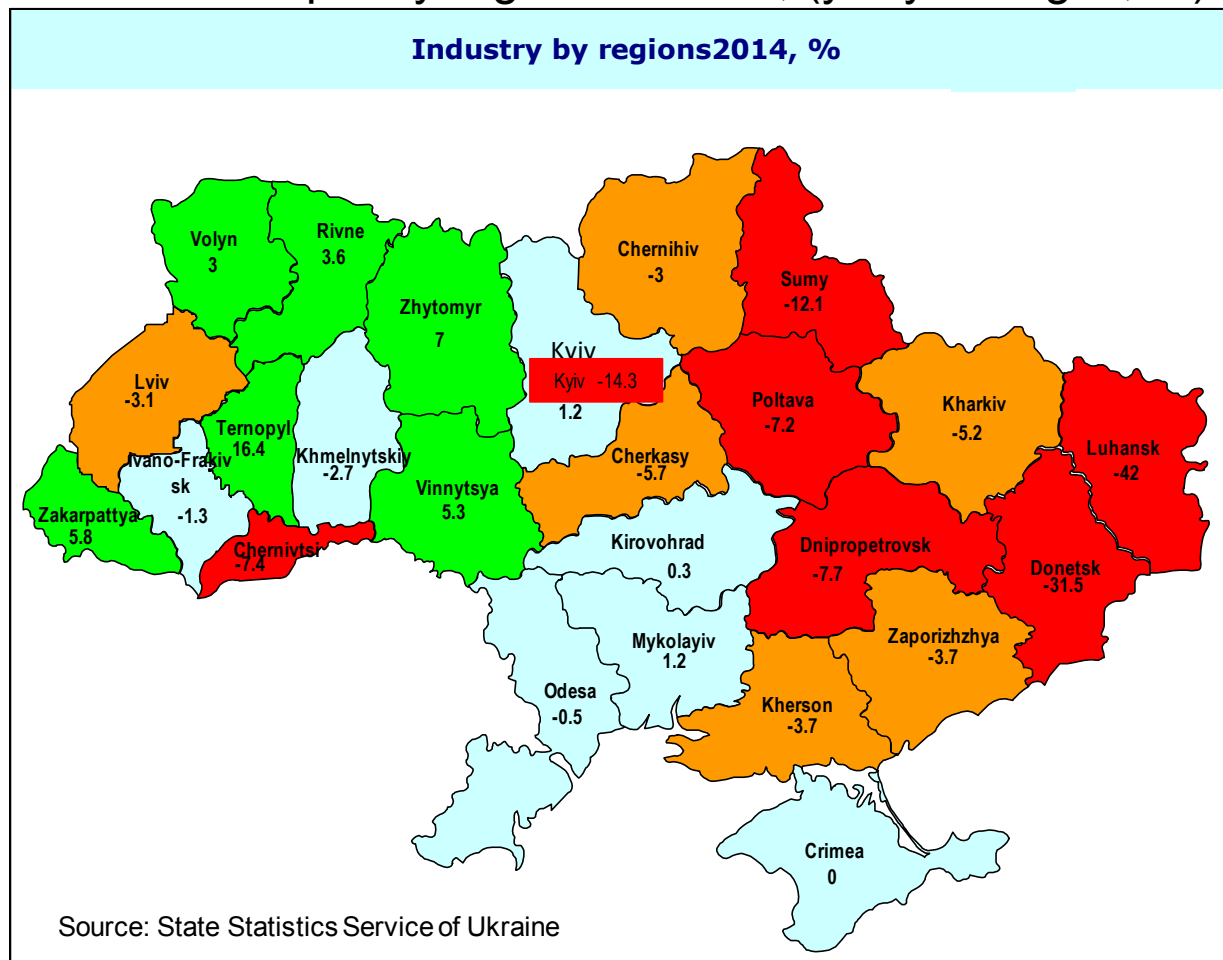 Industry by regions2014, %
Volyn
3
Rivne
3.6
Zhytomyr
7
Kyiv
Kyiv -14.3
1.2
Chernihiv
-3
Sumy
-12.1
Lviv
-3.1
Ternopyl
16.4
Khmelnytskiy
-2.7
Ivano-Frakiv
sk
-1.3
Zakarpattya
5.8
Chernivtsi
-7.4
Vinnytsya
5.3
Cherkasy
-5.7
Poltava
-7.2
Kharkiv
-5.2
Luhansk
-42
Kirovohrad
0.3
Dnipropetrovsk
-7.7
Donetsk
-31.5
Odesa
-0.5
Mykolayiv
1.2
Kherson
-3.7
Zaporizhzhya
-3.7
Crimea
0
Source: State Statistics Service of Ukraine